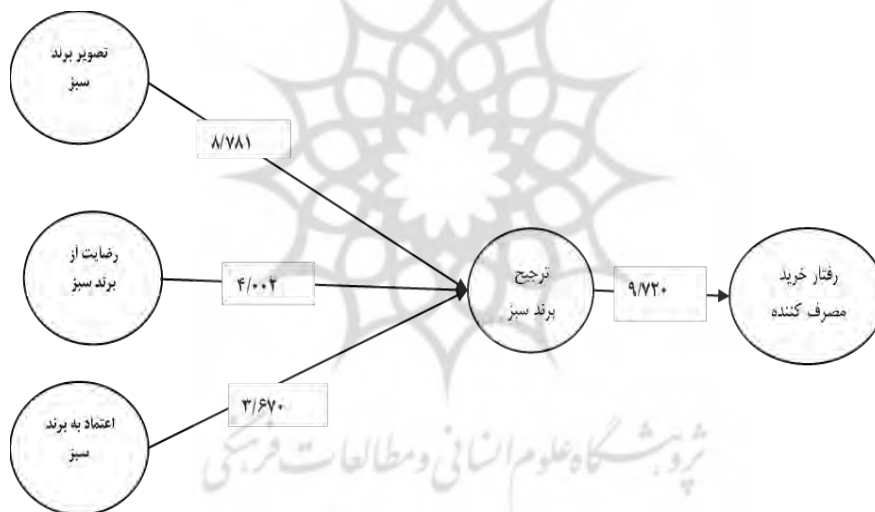 تصویر برند
سبز
۸/۷۸۱
رضایت از
برند سبز
۴/۰۰۲
ترجیح
برند سبز
۹/۷۲۰
رفتار خرید
مصرف کننده
اعتماد به برند
سبز
۳/۶۷۰
پژوهشگاه علوم انسانی و مطالعات فرهنگی